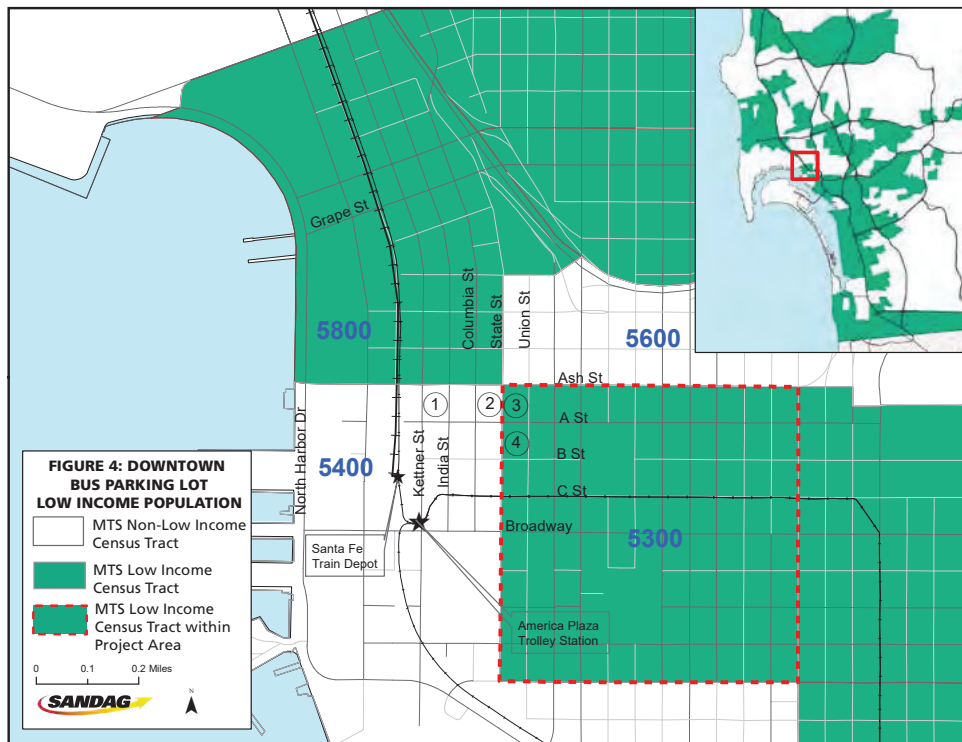 Grape St
Columbia St
State St
Union St
5800
5600
Ash St
1
2
3
A St
4
B St
5400
North Harbor Dr
Kettner St
India St
C St
Broadway
5300
Santa Fe
Train Depot
America Plaza
Trolley Station
FIGURE 4: DOWNTOWN
BUS PARKING LOT
LOW INCOME POPULATION
MTS Non-Low Income
Census Tract
MTS Low Income
Census Tract
MTS Low Income
Census Tract within
Project Area
0 0.1 0.2 Miles
SANDAG
N